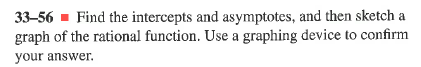 33–56 ■ Find the intercepts and asymptotes, and then sketch a
graph of the rational function. Use a graphing device to confirm
your answer.